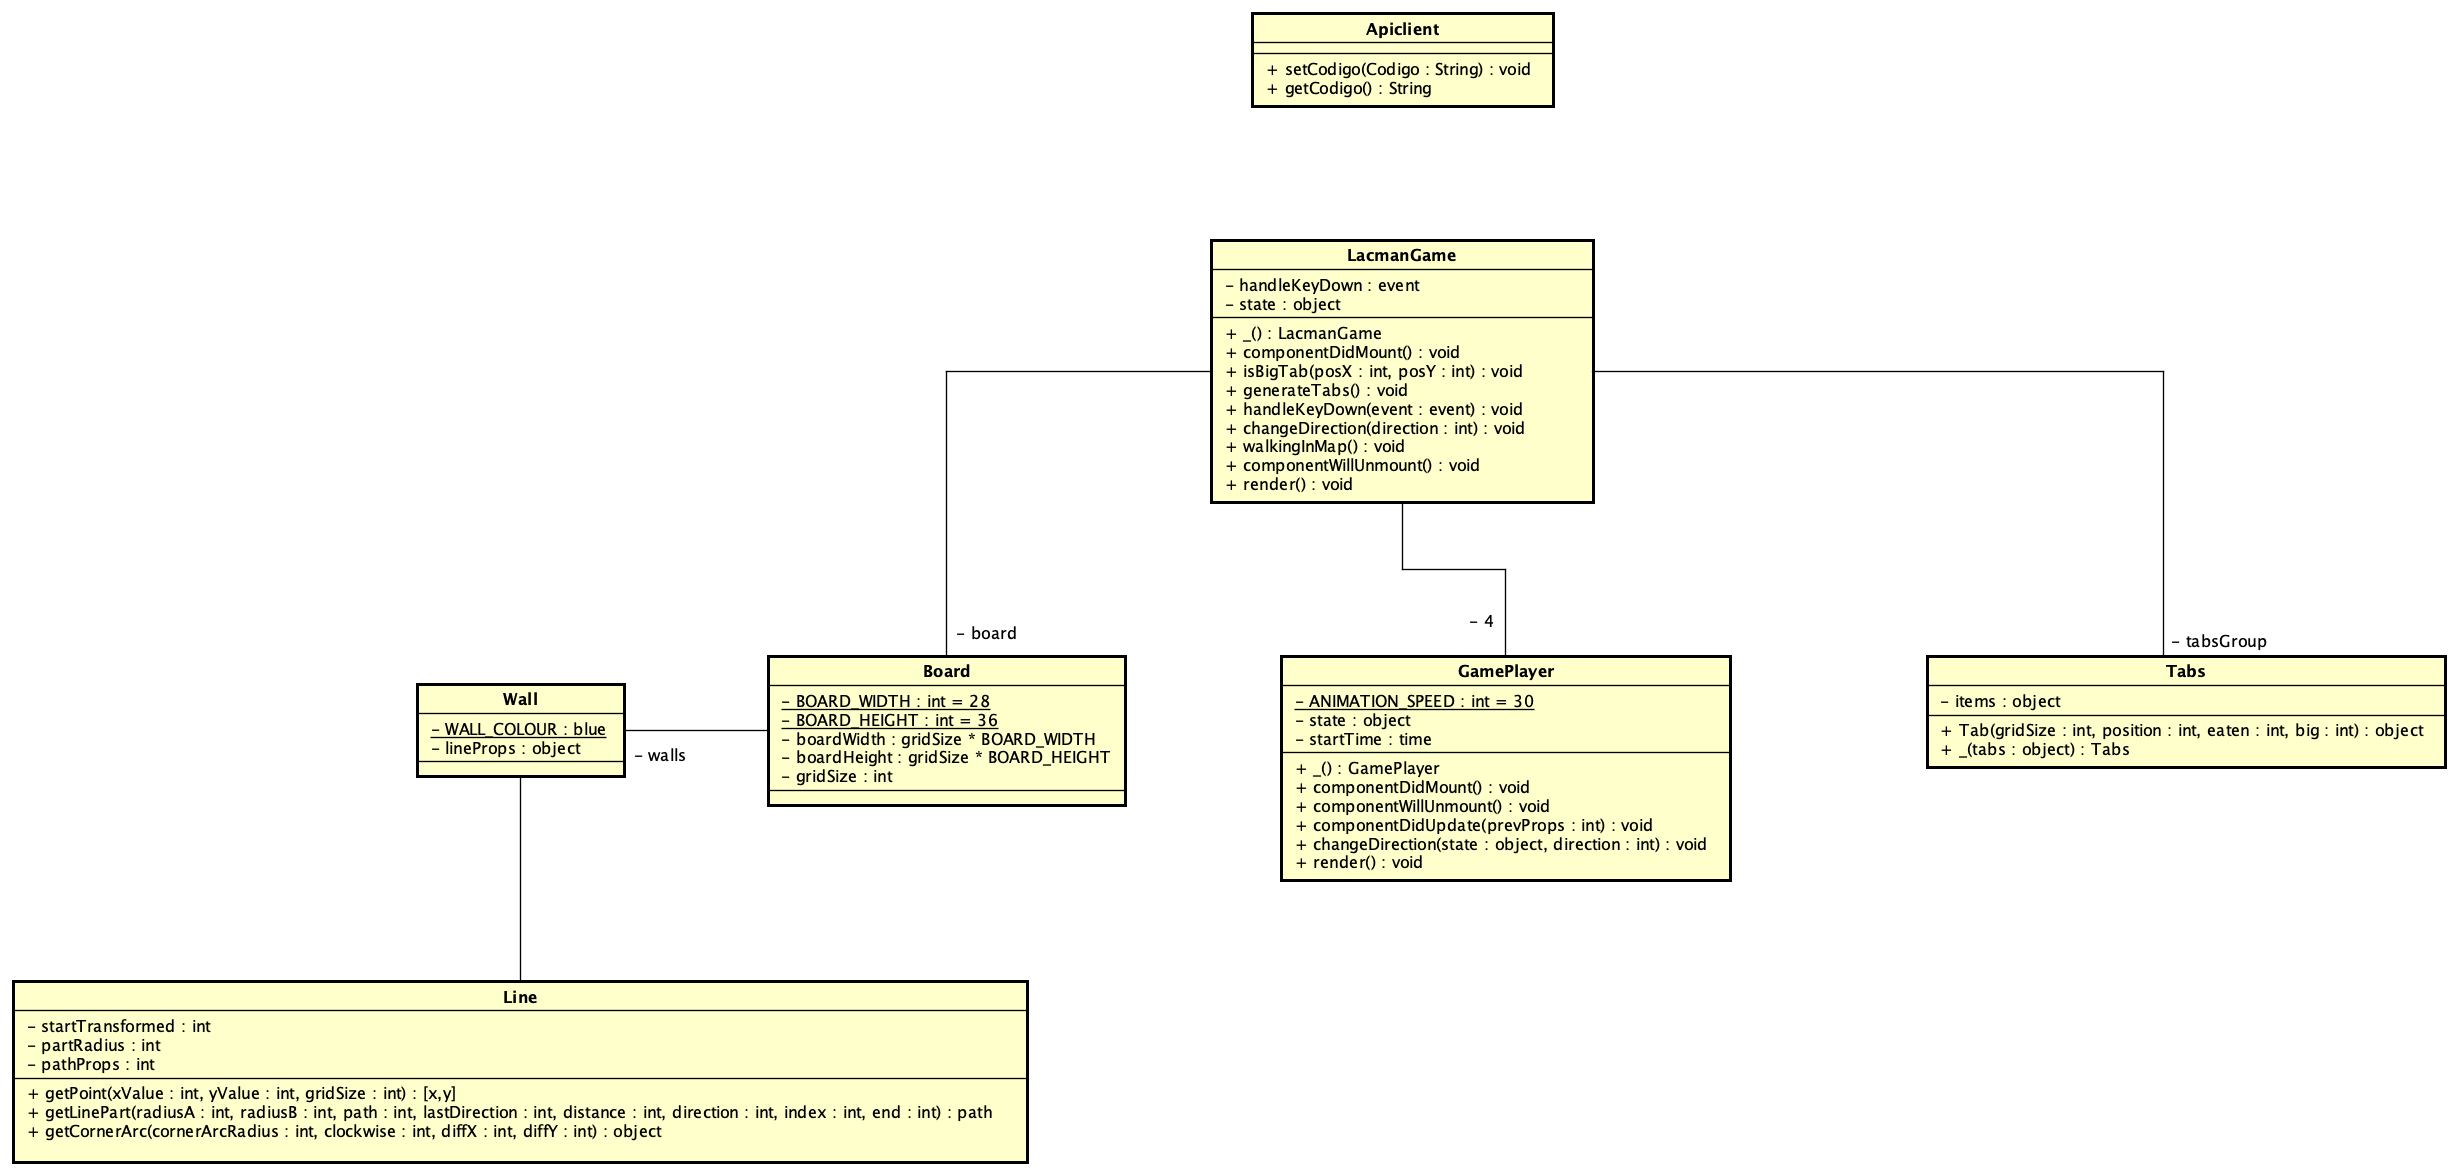 Apiclient
+ setCodigo(Codigo : String) : void
+ getCodigo() : String
LacmanGame
- handleKeyDown : event
- state : object
+ _() : LacmanGame
+ componentDidMount() : void
+ isBigTab(posX : int, posY : int) : void
+ generateTabs() : void
+ handleKeyDown(event : event) : void
+ changeDirection(direction : int) : void
+ walkingInMap() : void
+ componentWillUnmount() : void
+ render() : void
- board
- 4
- tabsGroup
Wall
- WALL_COLOUR : blue
- lineProps : object
- walls
Board
- BOARD_WIDTH : int = 28
- BOARD_HEIGHT : int = 36
- boardWidth : gridSize * BOARD_WIDTH
- boardHeight : gridSize * BOARD_HEIGHT
- gridSize : int
GamePlayer
- ANIMATION_SPEED : int = 30
- state : object
- startTime : time
+ _() : GamePlayer
+ componentDidMount() : void
+ componentWillUnmount() : void
+ componentDidUpdate(prevProps : int) : void
+ changeDirection(state : object, direction : int) : void
+ render() : void
Tabs
- items : object
+ Tab(gridSize : int, position : int, eaten : int, big : int) : object
+ _(tabs : object) : Tabs
Line
- startTransformed : int
- partRadius : int
- pathProps : int
+ getPoint(xValue : int, yValue : int, gridSize : int) : [x,y]
+ getLinePart(radiusA : int, radiusB : int, path : int, lastDirection : int, distance : int, direction : int, index : int, end : int) : path
+ getCornerArc(cornerArcRadius : int, clockwise : int, diffX : int, diffY : int) : object